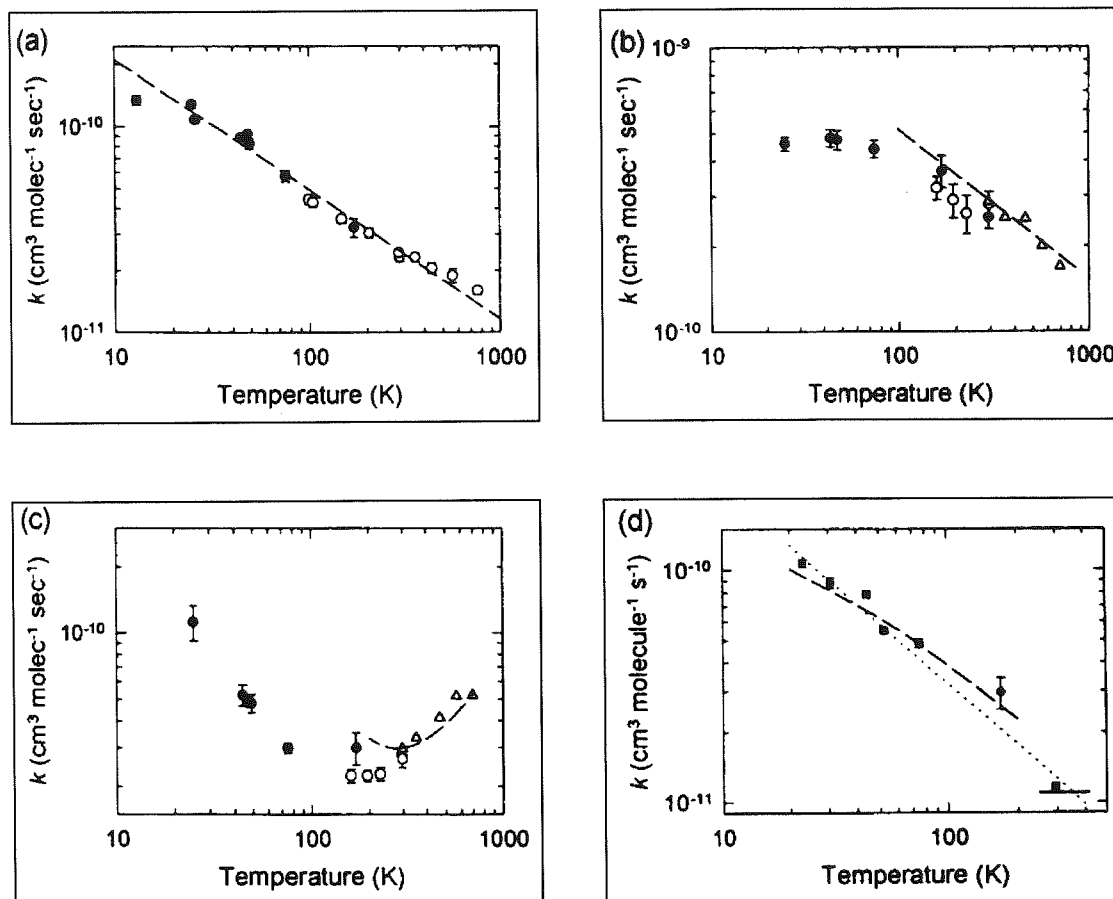 (a)
k (cm³ molec⁻¹ sec⁻¹)
10⁻¹⁰
10⁻¹¹
10
100
1000
Temperature (K)
(b)
k (cm³ molec⁻¹ sec⁻¹)
10⁻⁹
10⁻¹⁰
10
100
1000
Temperature (K)
(c)
k (cm³ molec⁻¹ sec⁻¹)
10⁻¹⁰
10
100
1000
Temperature (K)
(d)
k (cm³ molecule⁻¹ s⁻¹)
10⁻¹⁰
10⁻¹¹
10
100
Temperature (K)